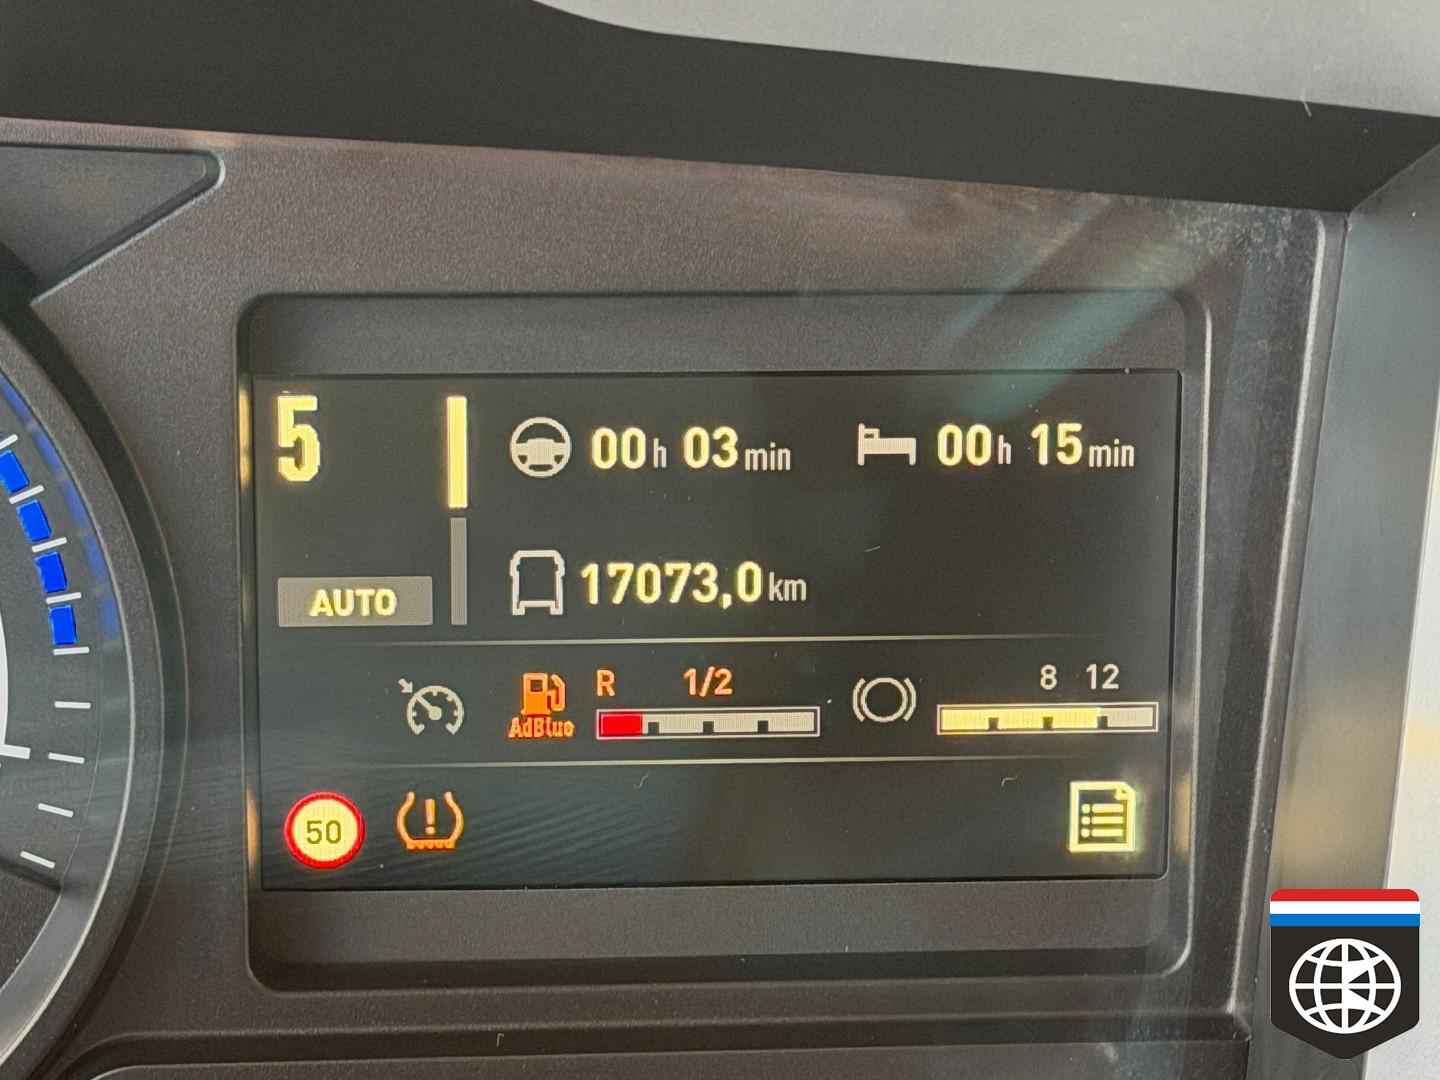 5
00h 03min
00h 15min
AUTO
17073,0km
AdBlue
R 1/2
8 12
50